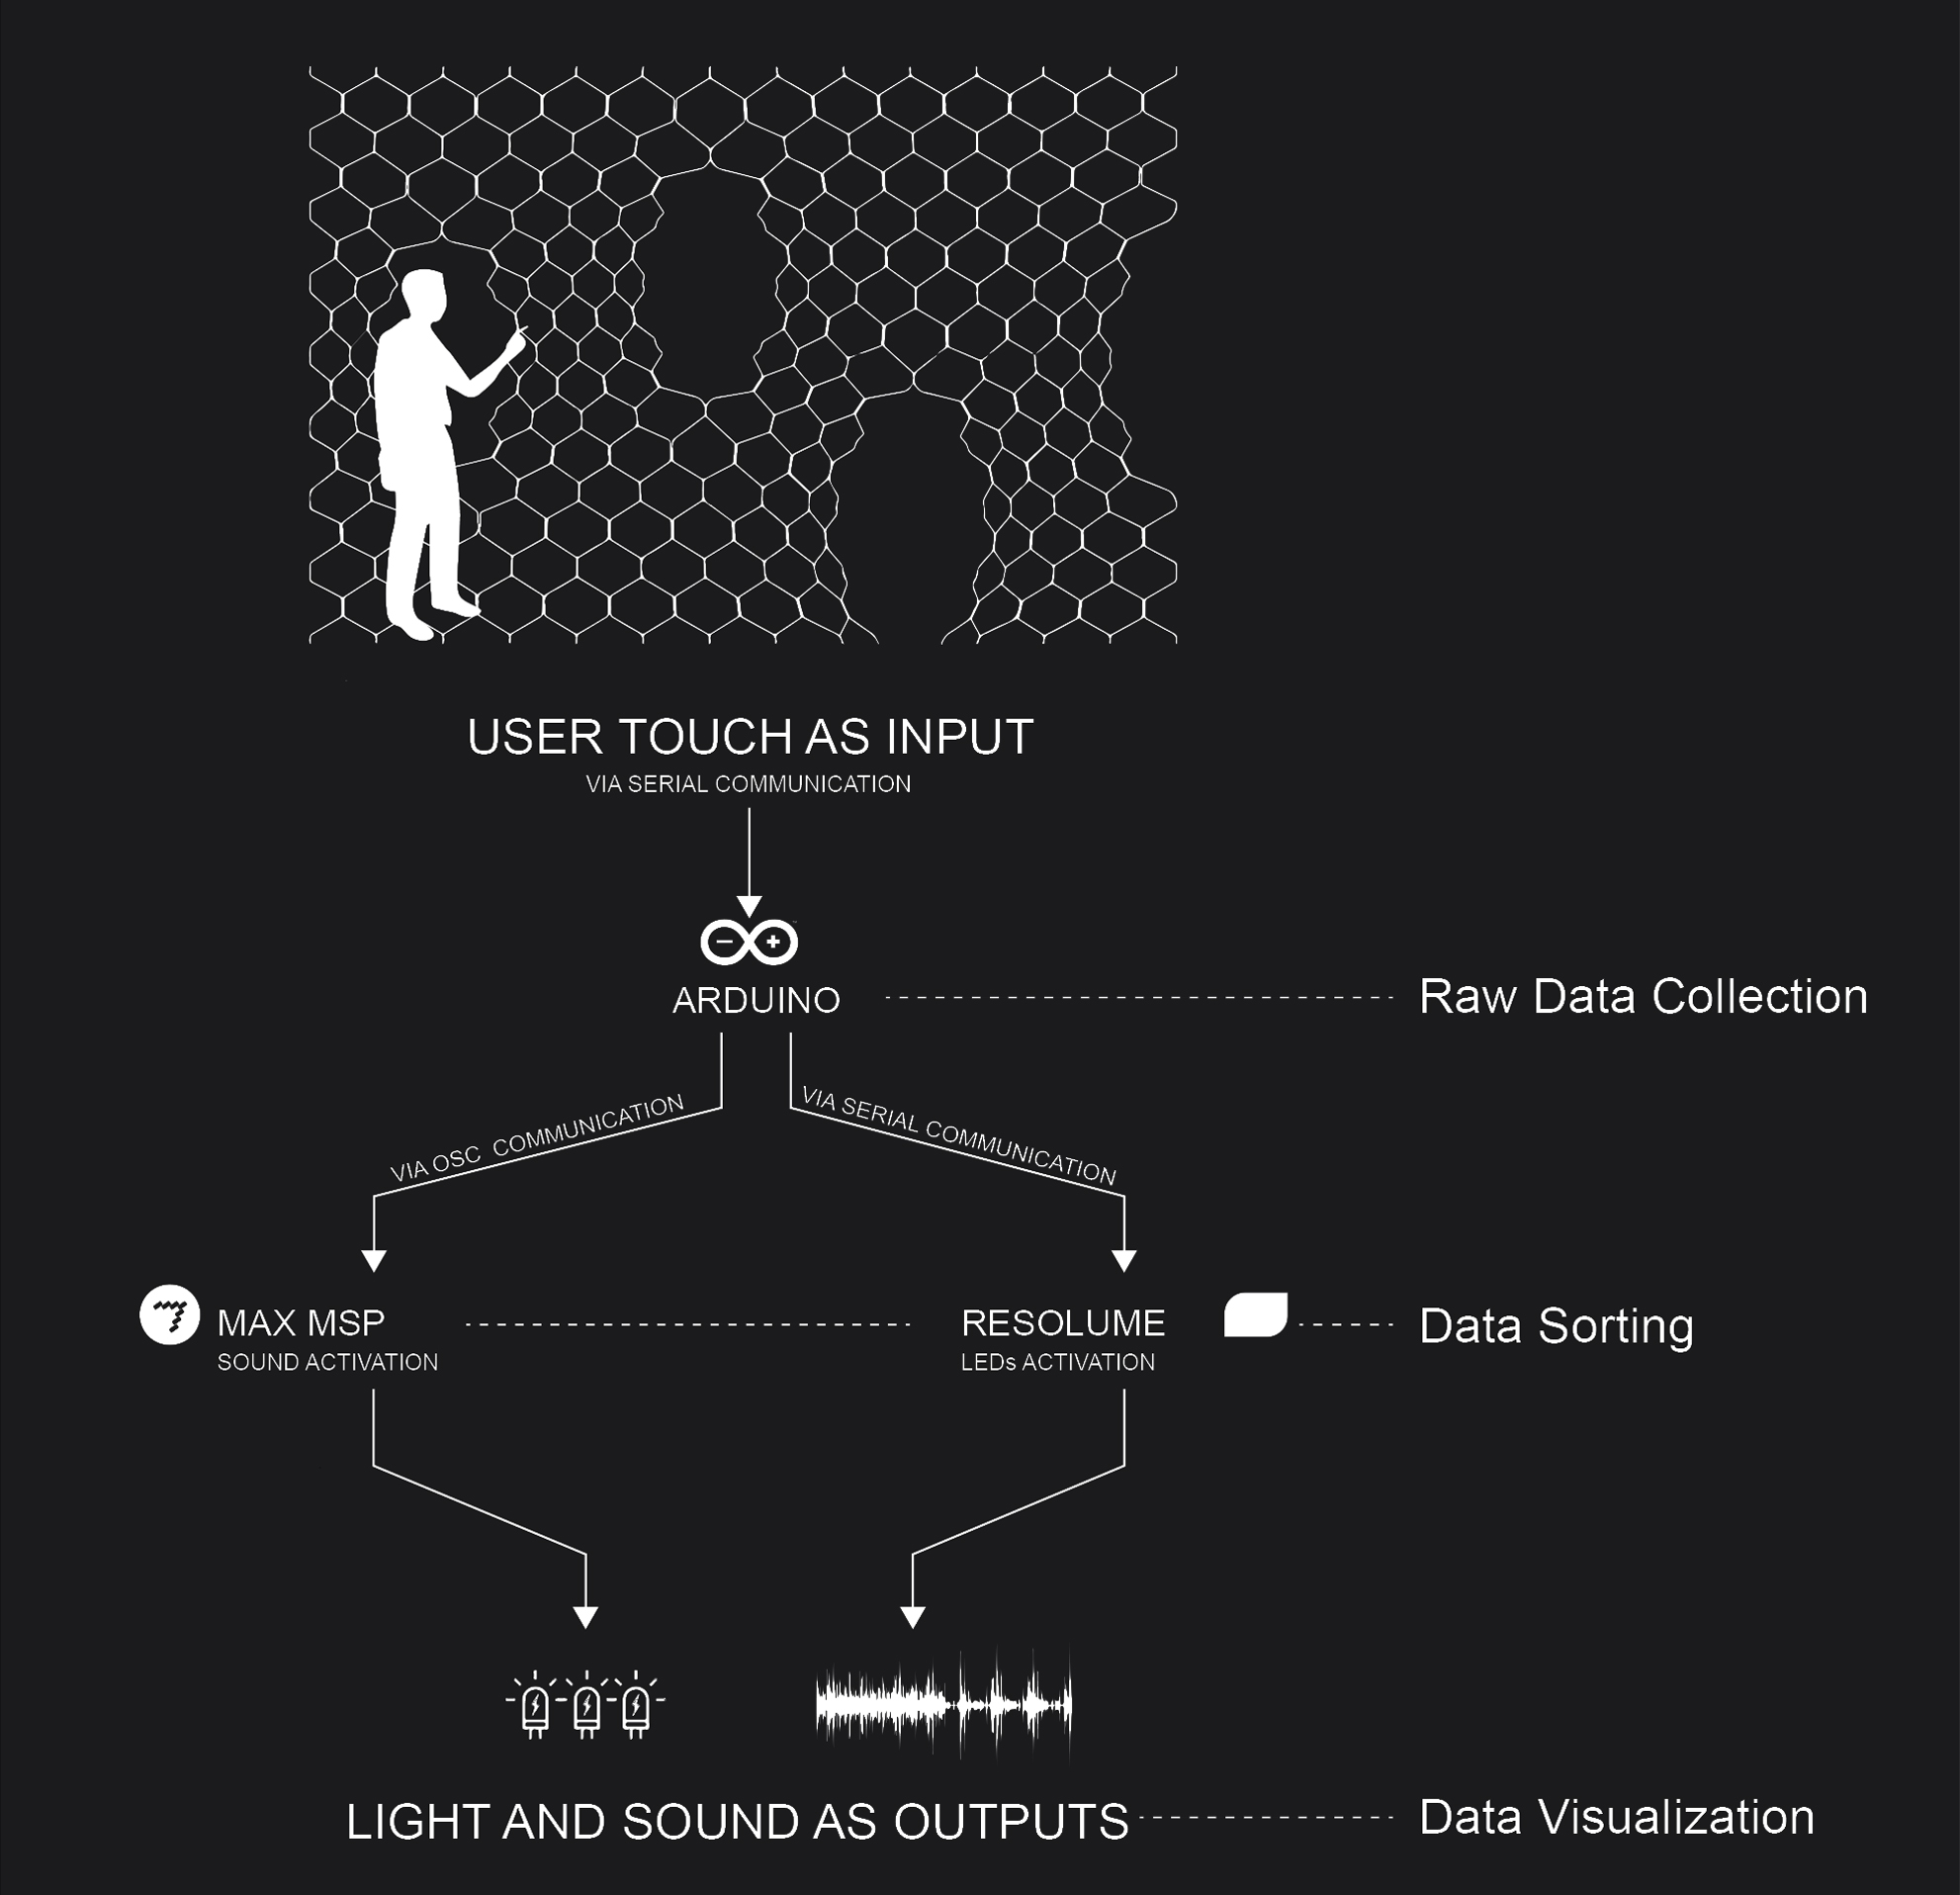 USER TOUCH AS INPUT
VIA SERIAL COMMUNICATION
ARDUINO
Raw Data Collection
VIA OSC COMMUNICATION
VIA SERIAL COMMUNICATION
MAX MSP
SOUND ACTIVATION
RESOLUME
LEDs ACTIVATION
Data Sorting
LIGHT AND SOUND AS OUTPUTS
Data Visualization